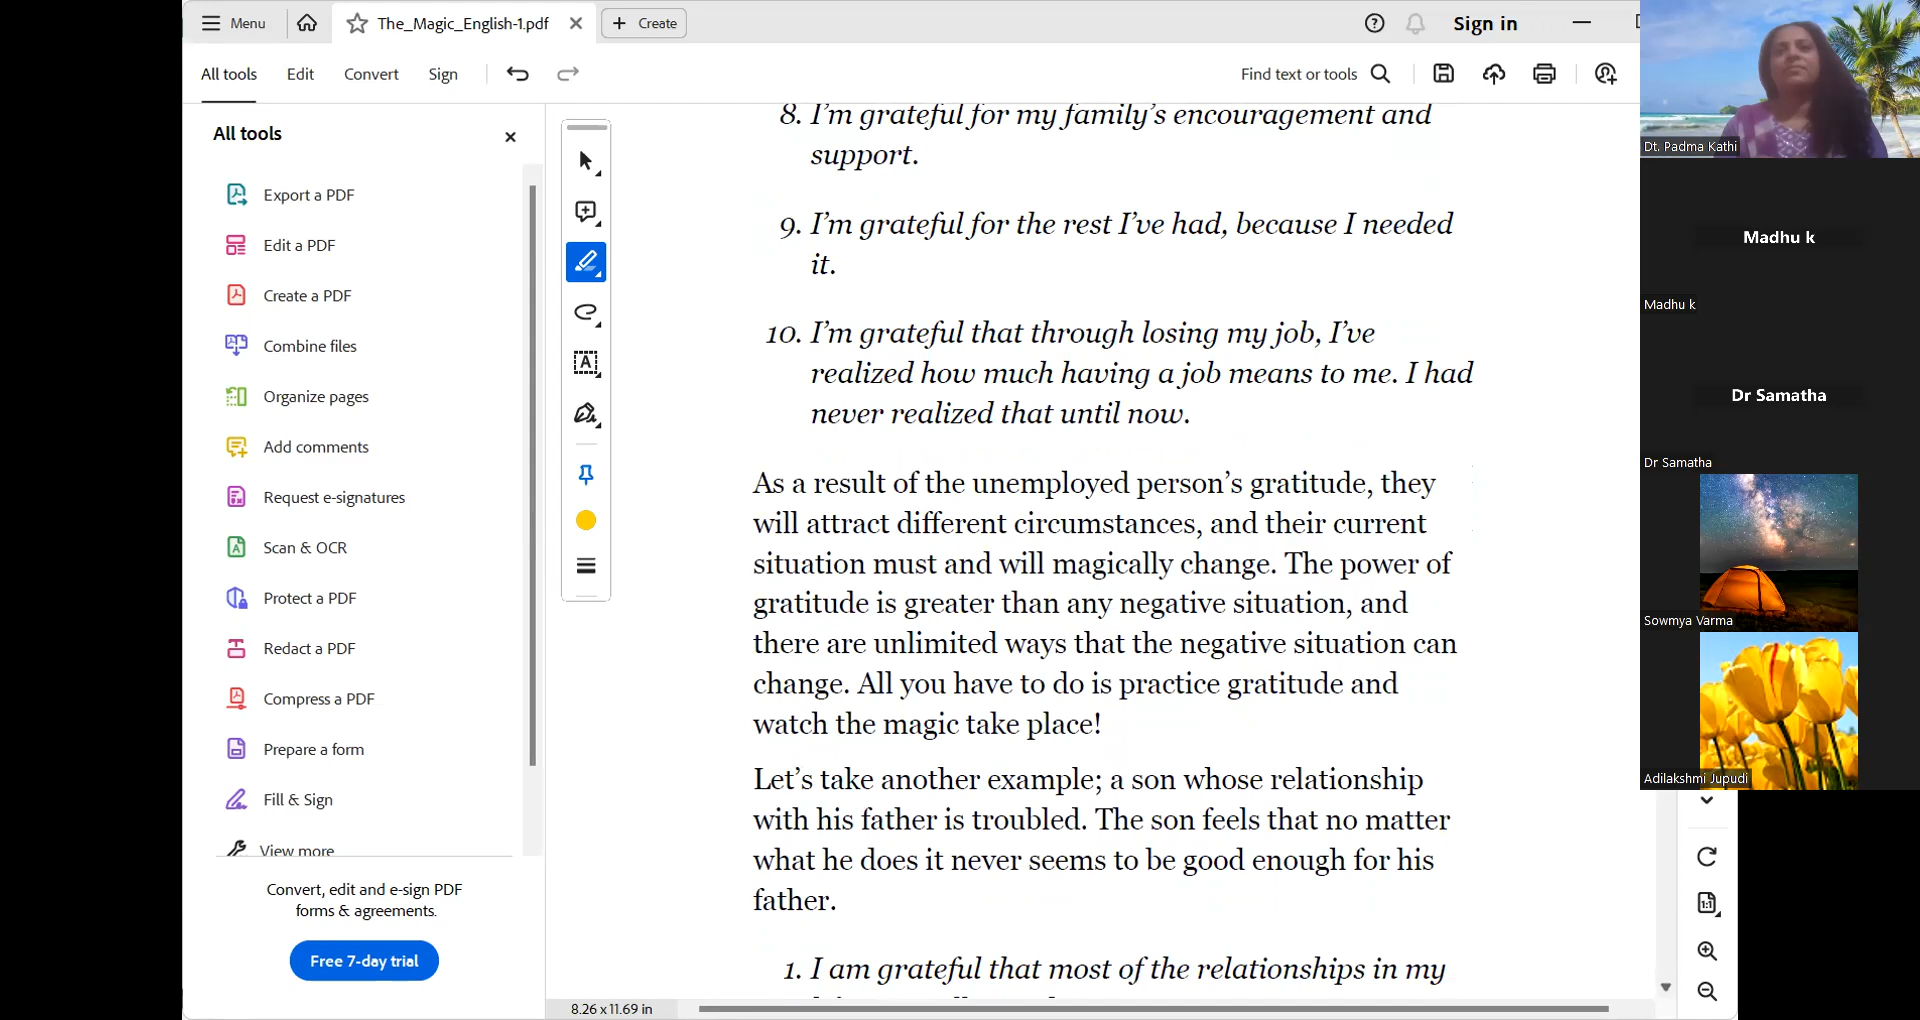 Menu
The_Magic_English-1.pdf
Create
Sign in
All tools
Edit
Convert
Sign
Find text or tools
All tools
Export a PDF
Edit a PDF
Create a PDF
Combine files
Organize pages
Add comments
Request e-signatures
Scan & OCR
Protect a PDF
Redact a PDF
Compress a PDF
Prepare a form
Fill & Sign
View more
Convert, edit and e-sign PDF
forms & agreements.
Free 7-day trial
8. I’m grateful for my family’s encouragement and
support.
9. I’m grateful for the rest I’ve had, because I needed
it.
10. I’m grateful that through losing my job, I’ve
realized how much having a job means to me. I had
never realized that until now.
As a result of the unemployed person’s gratitude, they
will attract different circumstances, and their current
situation must and will magically change. The power of
gratitude is greater than any negative situation, and
there are unlimited ways that the negative situation can
change. All you have to do is practice gratitude and
watch the magic take place!
Let’s take another example; a son whose relationship
with his father is troubled. The son feels that no matter
what he does it never seems to be good enough for his
father.
1. I am grateful that most of the relationships in my
8.26 x 11.69 in
Dt. Padma Kathi
Madhu k
Madhu k
Dr Samatha
Dr Samatha
Sowmya Varma
Adilakshmi Jupudi